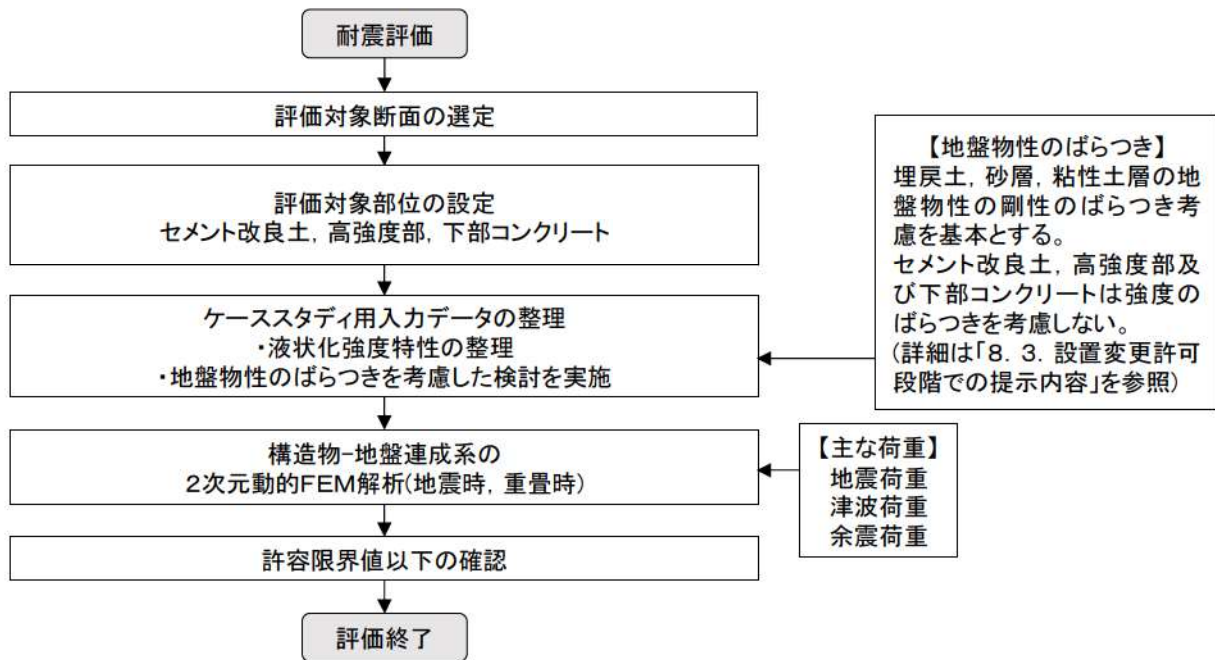 耐震評価
評価対象断面の選定
評価対象部位の設定
セメント改良土，高強度部，下部コンクリート
ケーススタディ用入力データの整理
・液状化強度特性の整理
・地盤物性のばらつきを考慮した検討を実施
【地盤物性のばらつき】
埋戻土，砂層，粘性土層の地
盤物性の剛性のばらつき考
慮を基本とする。
セメント改良土，高強度部及
び下部コンクリートは強度の
ばらつきを考慮しない。
(詳細は「８．３．設置変更許可
段階での提示内容」を参照)
構造物－地盤連成系の
２次元動的ＦＥＭ解析(地震時，重畳時)
【主な荷重】
地震荷重
津波荷重
余震荷重
許容限界値以下の確認
評価終了